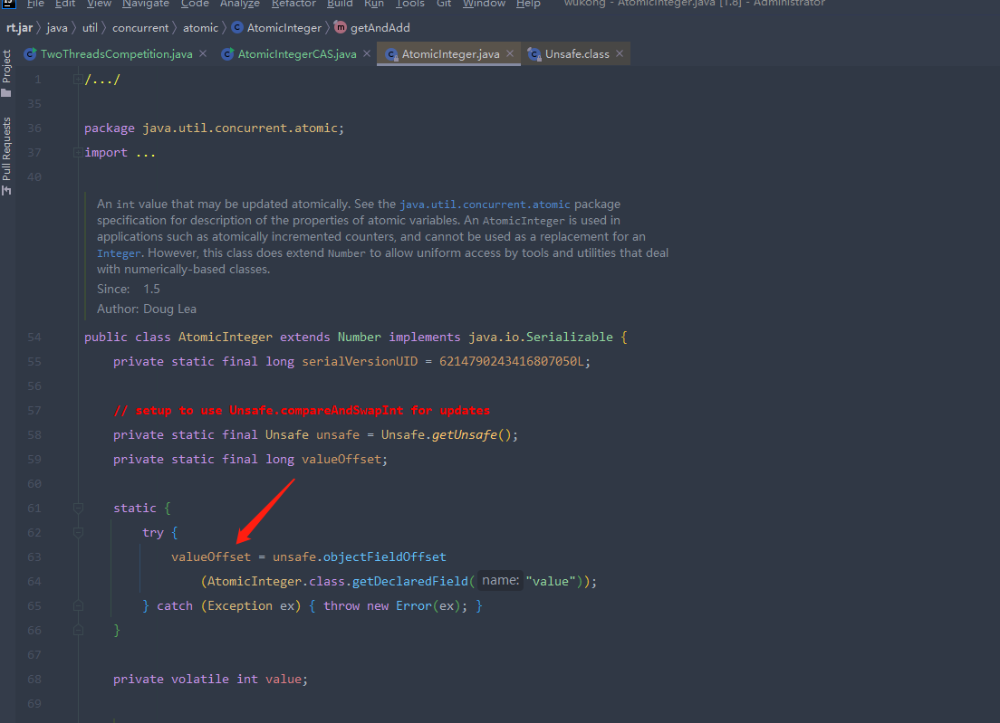 File Edit View Navigate Code Analyze Refactor Build Run Tools Git Window Help wukong - AtomicInteger.java [1.8] - Administrator
rt.jar java util concurrent atomic AtomicInteger getAndAdd
TwoThreadsCompetition.java AtomicIntegerCAS.java AtomicInteger.java Unsafe.class
Project
Pull Requests
1 /.../
35
36 package java.util.concurrent.atomic;
37 import ...
40
An int value that may be updated atomically. See the java.util.concurrent.atomic package
specification for description of the properties of atomic variables. An AtomicInteger is used in
applications such as atomically incremented counters, and cannot be used as a replacement for an
Integer. However, this class does extend Number to allow uniform access by tools and utilities that deal
with numerically-based classes.
Since: 1.5
Author: Doug Lea
54 public class AtomicInteger extends Number implements java.io.Serializable {
55 private static final long serialVersionUID = 6214790243416807050L;
56
57 // setup to use Unsafe.compareAndSwapInt for updates
58 private static final Unsafe unsafe = Unsafe.getUnsafe();
59 private static final long valueOffset;
60
61 static {
62 try {
63 valueOffset = unsafe.objectFieldOffset
64 (AtomicInteger.class.getDeclaredField( name: "value"));
65 } catch (Exception ex) { throw new Error(ex); }
66 }
67
68 private volatile int value;
69